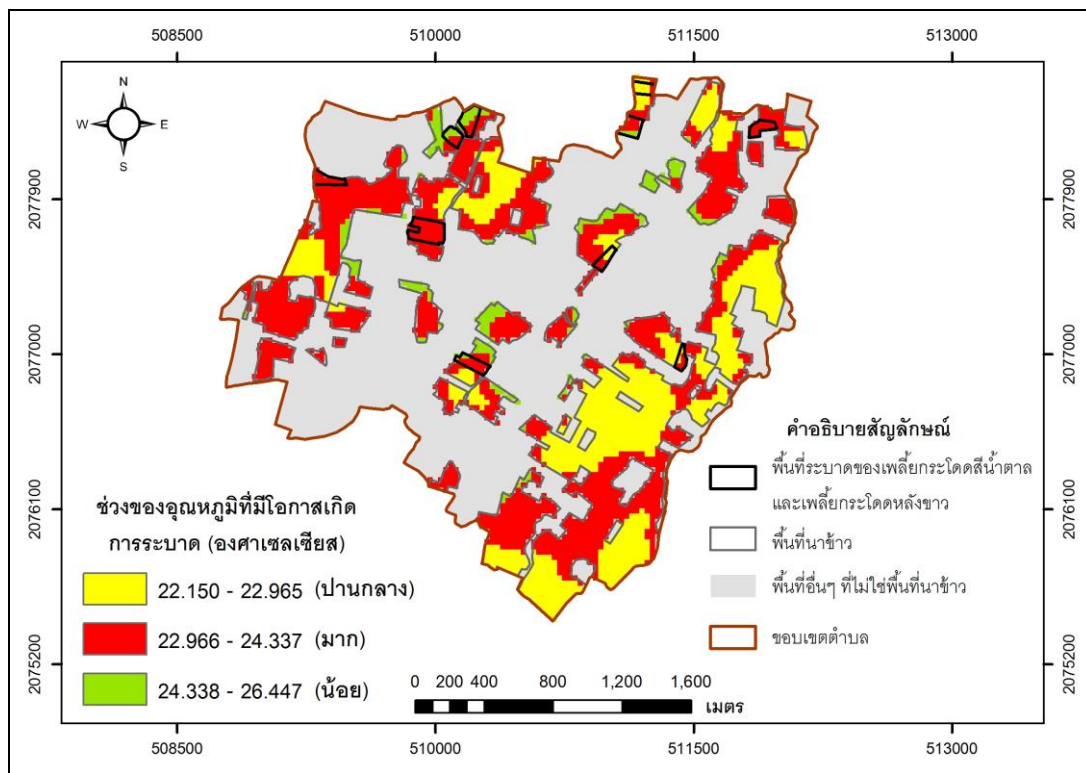 508500 510000 511500 513000
N
W E
S
2077900 2077900
2077000 2077000
คำอธิบายสัญลักษณ์
พื้นที่ระบาดของเพลี้ยกระโดดสีน้ำตาล
และเพลี้ยกระโดดหลังขาว
พื้นที่นาข้าว
พื้นที่อื่นๆ ที่ไม่ใช่พื้นที่นาข้าว
ขอบเขตตำบล
2076100 2076100
ช่วงของอุณหภูมิที่มีโอกาสเกิด
การระบาด (องศาเซลเซียส)
22.150 - 22.965 (ปานกลาง)
22.966 - 24.337 (มาก)
24.338 - 26.447 (น้อย)
2075200 2075200
0 200 400 800 1,200 1,600
เมตร
508500 510000 511500 513000